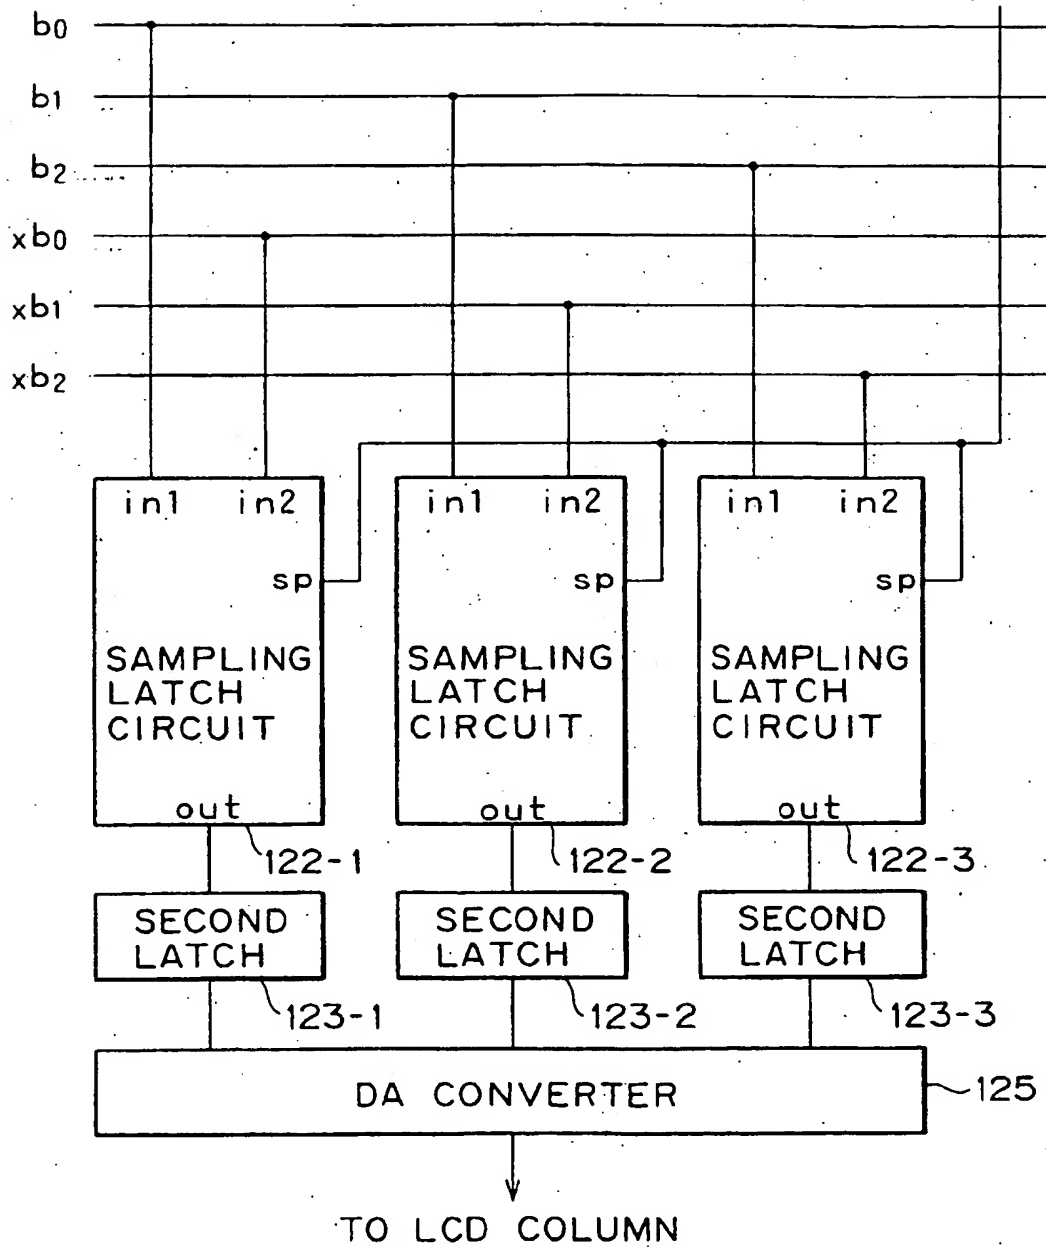 b0
b1
b2
xb0
xb1
xb2
in1 in2 in1 in2 in1 in2
sp sp sp
SAMPLING LATCH CIRCUIT
SAMPLING LATCH CIRCUIT
SAMPLING LATCH CIRCUIT
out out out
122-1 122-2 122-3
SECOND LATCH
SECOND LATCH
SECOND LATCH
123-1 123-2 123-3
DA CONVERTER 125
TO LCD COLUMN